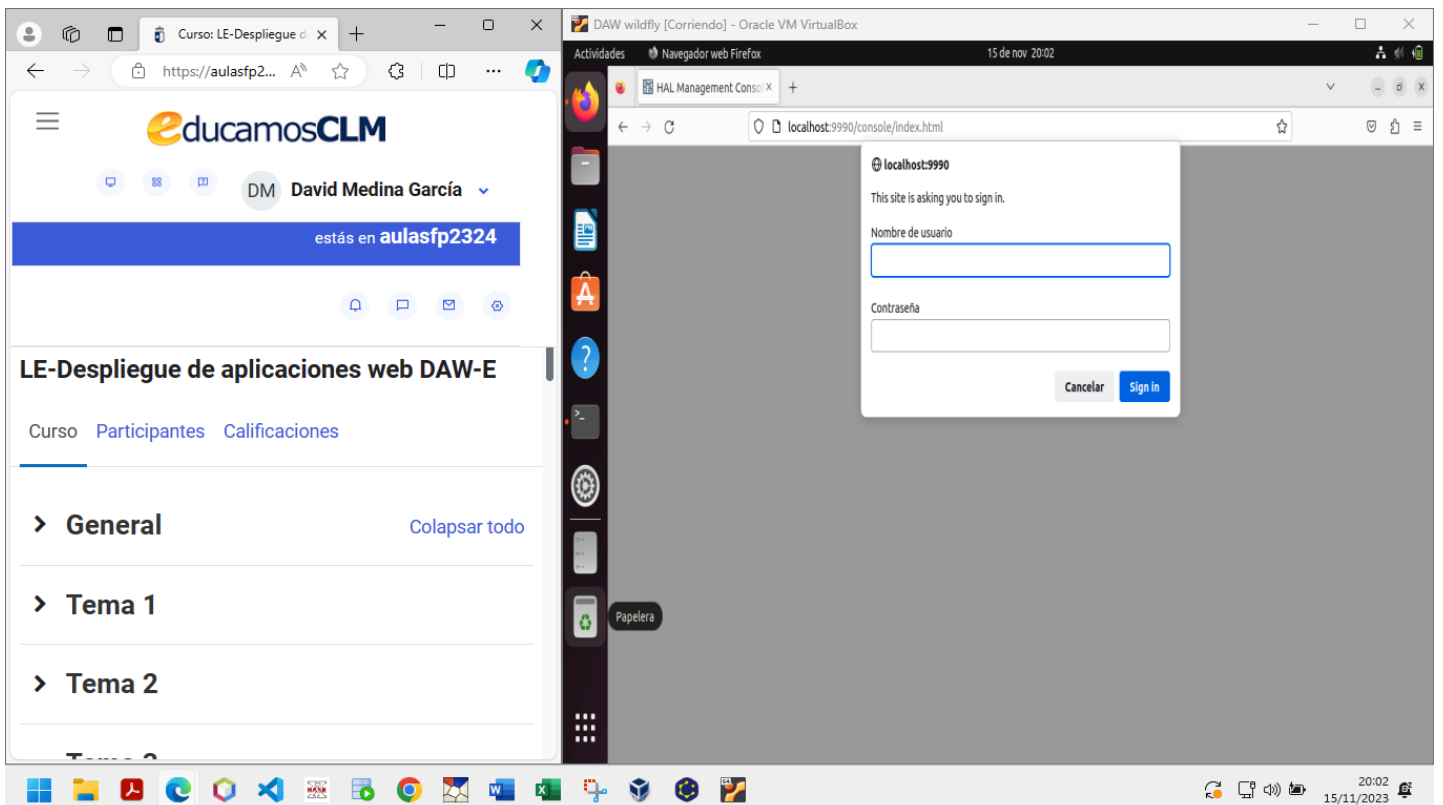 Curso: LE-Despliegue d
https://aulasfp2...
educamosCLM
DM David Medina García
estás en aulasfp2324
LE-Despliegue de aplicaciones web DAW-E
Curso Participantes Calificaciones
General Colapsar todo
Tema 1
Tema 2
DAW wildfly [Corriendo] - Oracle VM VirtualBox
Actividades Navegador web Firefox 15 de nov 20:02
HAL Management Consol
localhost:9990/console/index.html
localhost:9990
This site is asking you to sign in.
Nombre de usuario
Contraseña
Cancelar Sign in
Papelera
20:02
15/11/2023